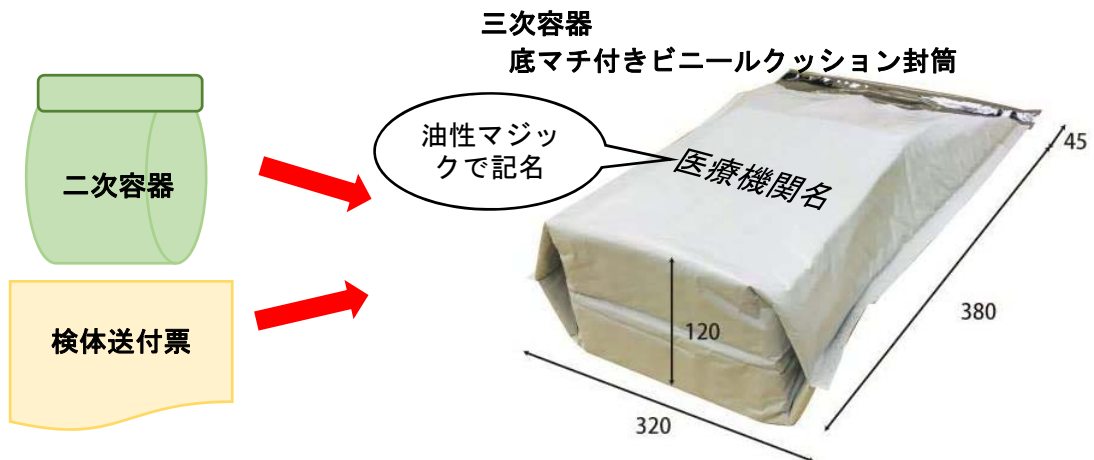 三次容器
底マチ付きビニールクッション封筒
油性マジッ
クで記名
医療機関名
二次容器
検体送付票
45
380
120
320